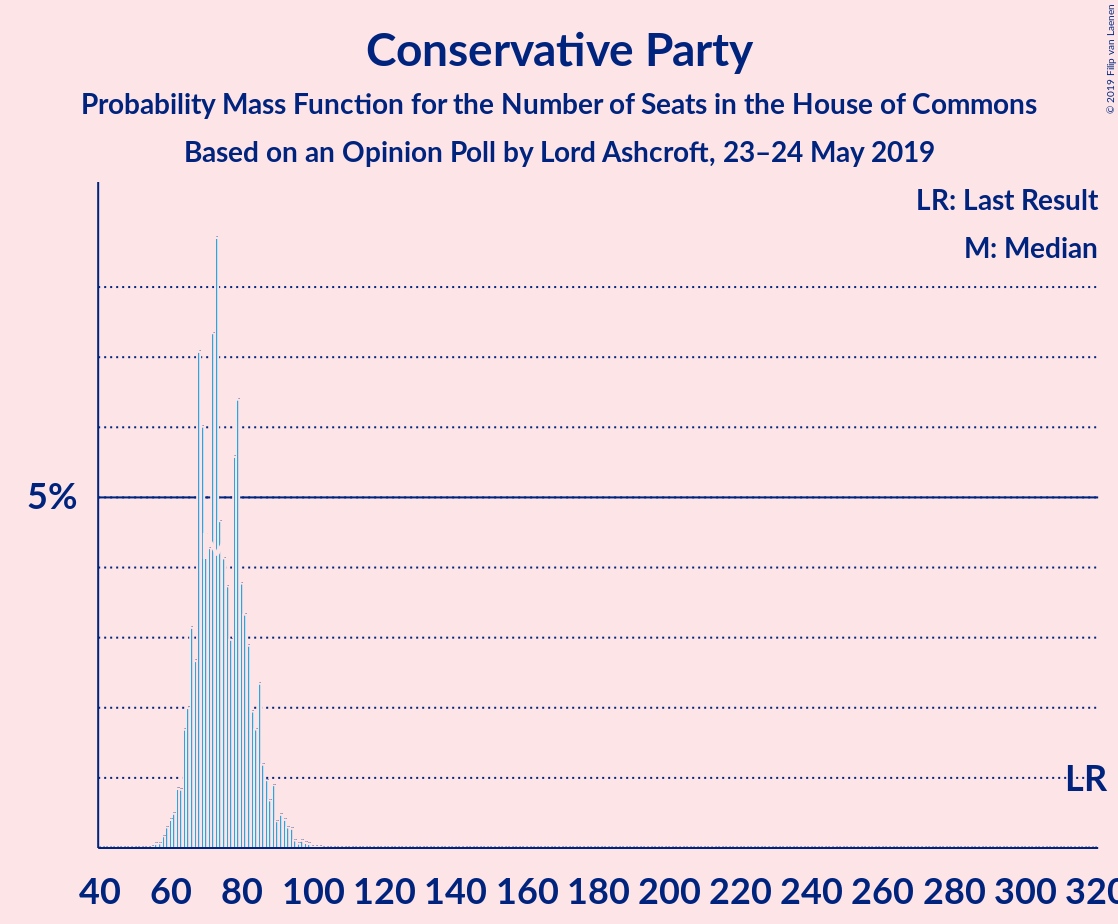 Conservative Party
Probability Mass Function for the Number of Seats in the House of Commons
Based on an Opinion Poll by Lord Ashcroft, 23–24 May 2019
© 2019 Filip van Laenen
LR: Last Result
M: Median
5%
LR
40 60 80 100 120 140 160 180 200 220 240 260 280 300 320